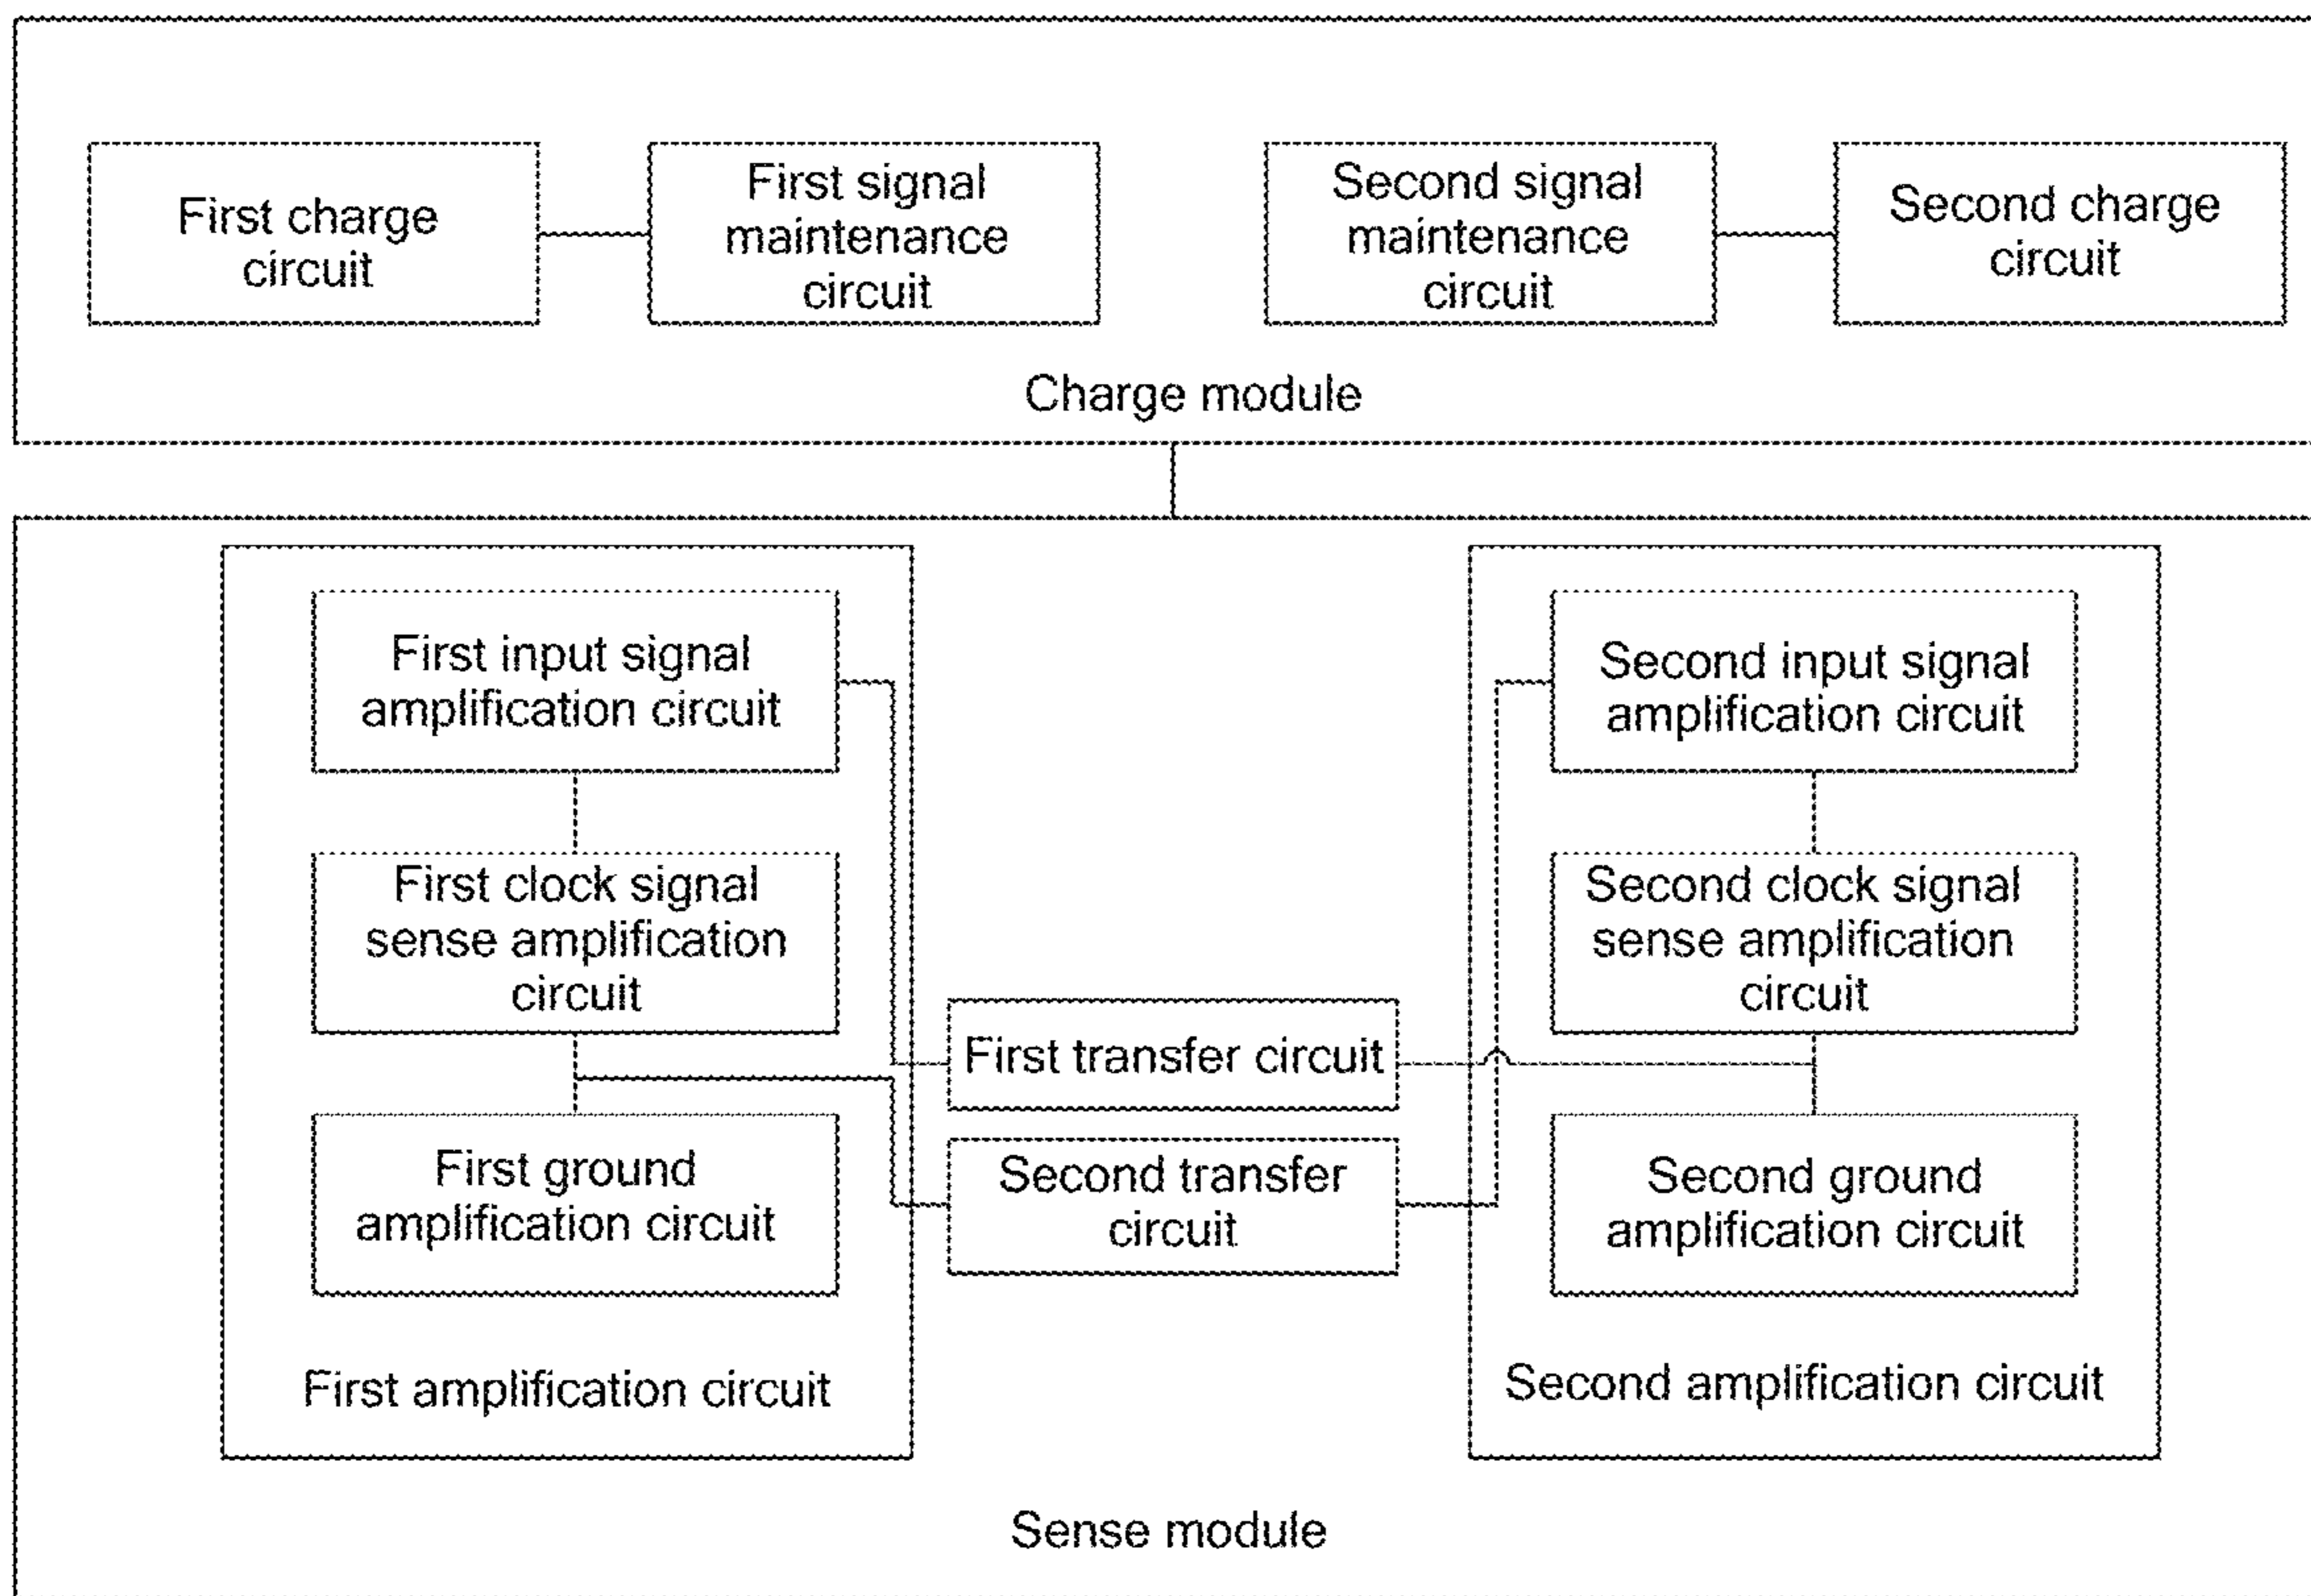 First charge
circuit
First signal
maintenance
circuit
Second signal
maintenance
circuit
Second charge
circuit
Charge module
First input signal
amplification circuit
First clock signal
sense amplification
circuit
First ground
amplification circuit
First amplification circuit
First transfer circuit
Second transfer
circuit
Second input signal
amplification circuit
Second clock signal
sense amplification
circuit
Second ground
amplification circuit
Second amplification circuit
Sense module